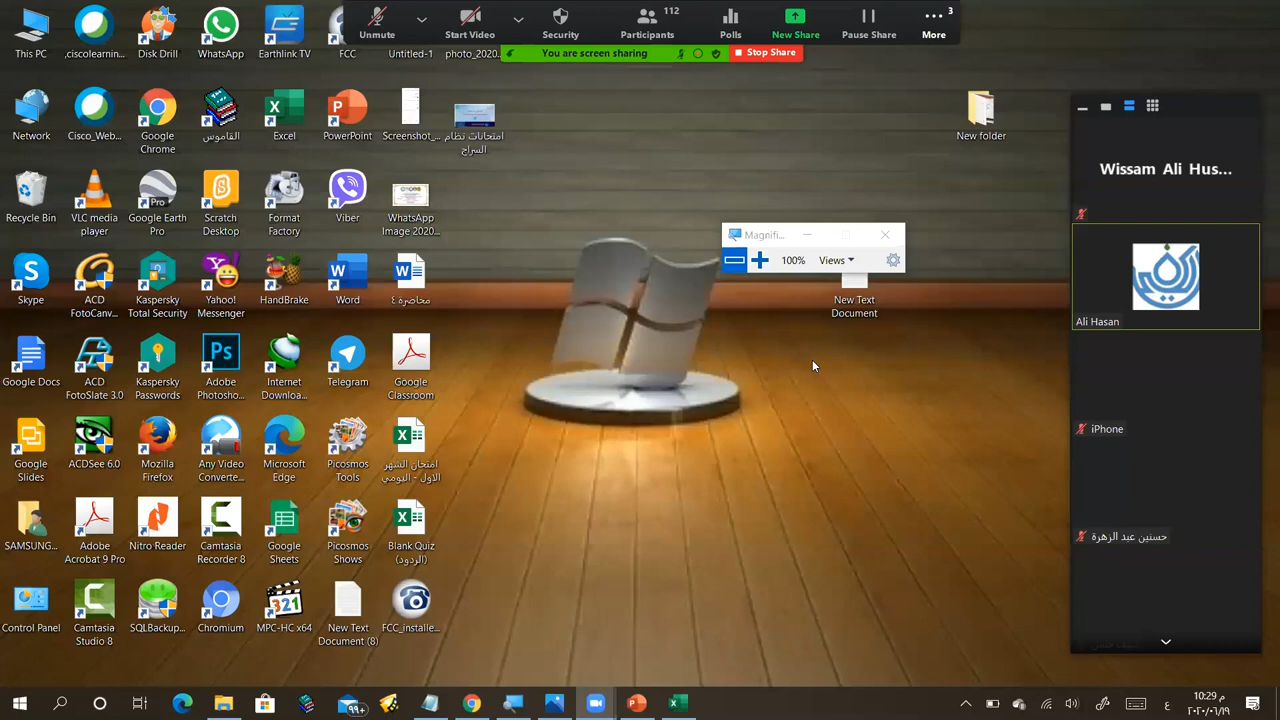 112
3
Unmute
Start Video
Security
Participants
Polls
New Share
Pause Share
More
You are screen sharing
Stop Share
This PC
,ciscolearnin...
Disk Drill
WhatsApp
Earthlink TV
FCC
Untitled-1
photo_2020...
Network
Cisco_Web...
Google
Chrome
القاموس
Excel
PowerPoint
Screenshot_...
امتحانات نظام
السراج
New folder
Recycle Bin
VLC media
player
Google Earth
Pro
Scratch
Desktop
Format
Factory
Viber
WhatsApp
Image 2020...
Skype
ACD
FotoCanv...
Kaspersky
Total Security
Yahoo!
Messenger
HandBrake
Word
محاضرة ٤
Google Docs
ACD
FotoSlate 3.0
Kaspersky
Passwords
Adobe
Photosho...
Internet
Downloa...
Telegram
Google
Classroom
Google
Slides
ACDSee 6.0
Mozilla
Firefox
Any Video
Converte...
Microsoft
Edge
Picosmos
Tools
امتحان الشهر
الاول - اليومي
SAMSUNG...
Adobe
Acrobat 9 Pro
Nitro Reader
Camtasia
Recorder 8
Google
Sheets
Picosmos
Shows
Blank Quiz
(الردود)
Control Panel
Camtasia
Studio 8
SQLBackup...
Chromium
MPC-HC x64
New Text
Document (8)
FCC_installe...
Magnifi...
100%
Views
New Text
Document
Wissam Ali Hus...
Ali Hasan
iPhone
حسنين عبد الزهرة
99+
ع
10:29 م
٢٠٢٠/٠٦/١٩